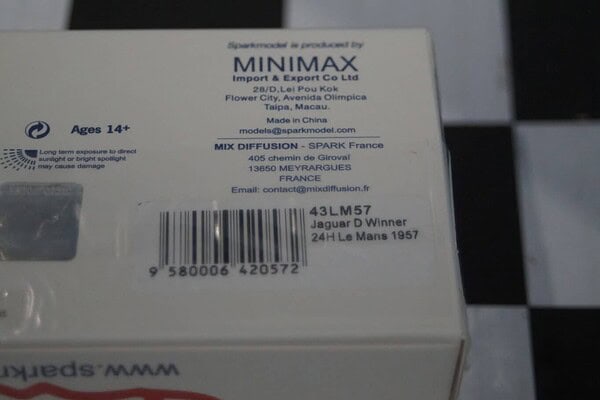 Sparkmodel is produced by
MINIMAX
Import & Export Co Ltd
28/D,Lei Pou Kok
Flower City, Avenida Olimpica
Taipa, Macau.
Made in China
models@sparkmodel.com
MIX DIFFUSION - SPARK France
405 chemin de Giroval
13650 MEYRARGUES
FRANCE
Email: contact@mixdiffusion.fr
Ages 14+
Long term exposure to direct
sunlight or bright spotlight
may cause damage
43LM57
Jaguar D Winner
24H Le Mans 1957
9 580006 420572
www.sparkm